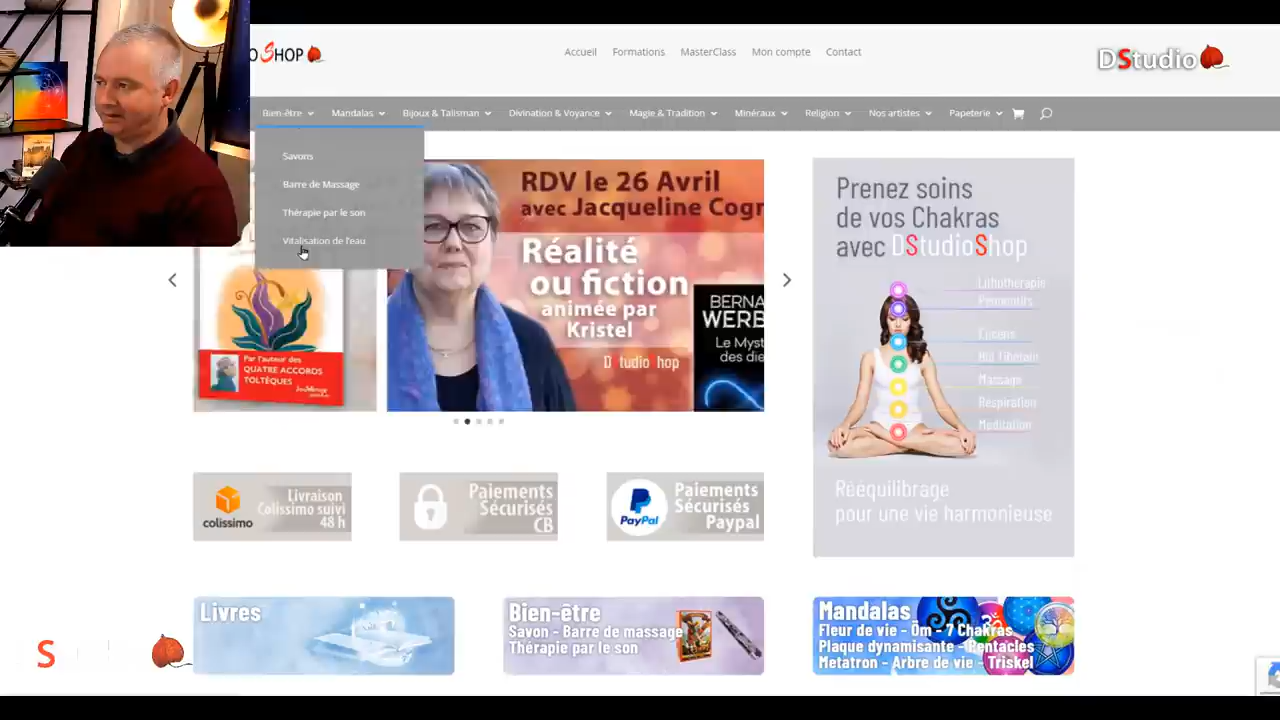 O SHOP
Accueil Formations MasterClass Mon compte Contact
DStudio
Bien-être Mandalas Bijoux & Talisman Divination & Voyance Magie & Tradition Minéraux Religion Nos artistes Papeterie
Savons
Barre de Massage
Thérapie par le son
Vitalisation de l'eau
Par l'auteur des
QUATRE ACCORDS
TOLTÈQUES
RDV le 26 Avril
avec Jacqueline Cogn
Réalité
ou fiction
animée par
Kristel
D tudio hop
BERNA
WERB
Le Myst
des die
Prenez soins
de vos Chakras
avec DStudioShop
Lithothérapie
Pendentifs
Encens
Bol Tibétain
Massage
Respiration
Meditation
Rééquilibrage
pour une vie harmonieuse
colissimo
Livraison
Colissimo suivi
48 h
Paiements
Sécurisés
CB
PayPal
Paiements
Sécurisés
Paypal
Livres
Bien-être
Savon - Barre de massage
Thérapie par le son
Mandalas
Fleur de vie - Ôm - 7 Chakras
Plaque dynamisante - Pentacles
Metatron - Arbre de vie - Triskel
S